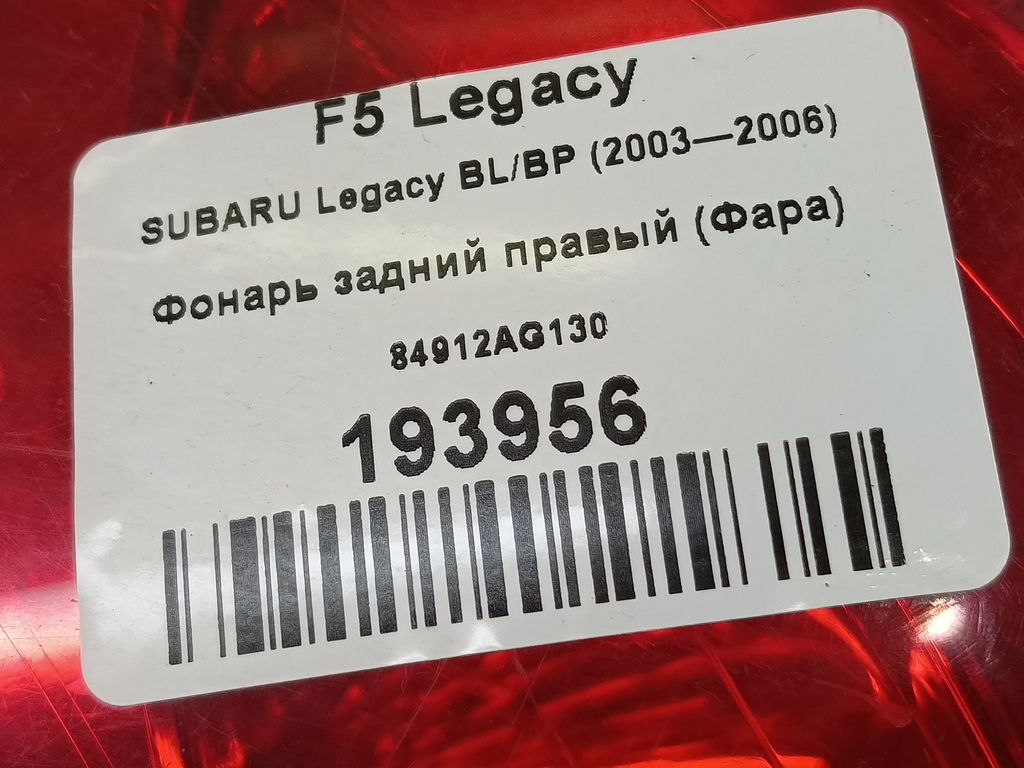 F5 Legacy
SUBARU Legacy BL/BP (2003—2006)
Фонарь задний правый (Фара)
84912AG130
193956